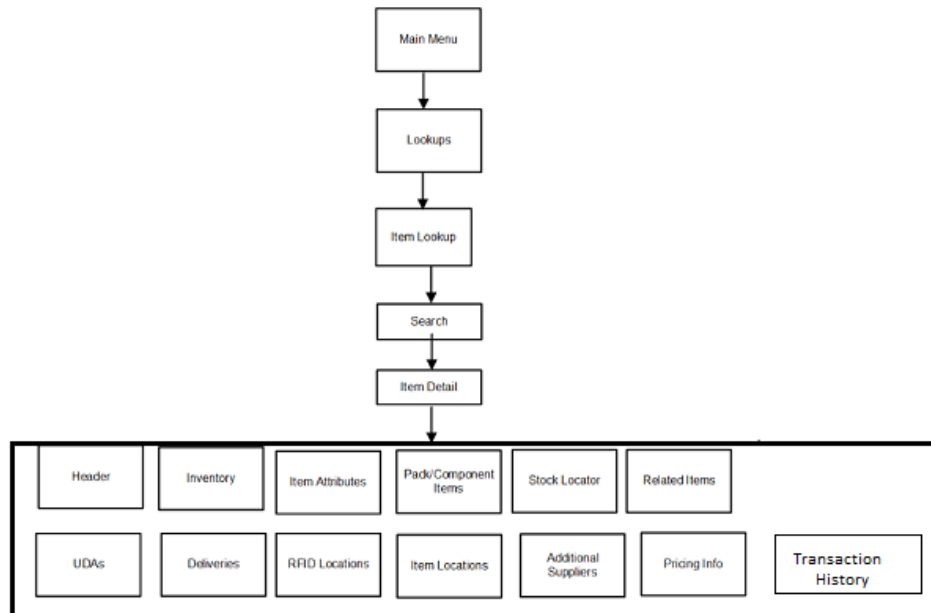 Main Menu
Lookups
Item Lookup
Search
Item Detail
Header
Inventory
Item Attributes
Pack/Component
Items
Stock Locator
Related Items
UDAs
Deliveries
RFID Locations
Item Locations
Additional
Suppliers
Pricing Info
Transaction
History